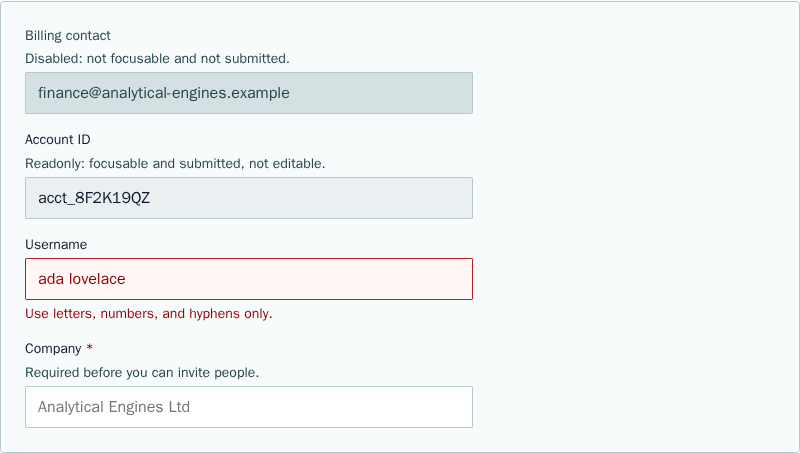 Billing contact
Disabled: not focusable and not submitted.
finance@analytical-engines.example
Account ID
Readonly: focusable and submitted, not editable.
acct_8F2K19QZ
Username
ada lovelace
Use letters, numbers, and hyphens only.
Company *
Required before you can invite people.
Analytical Engines Ltd